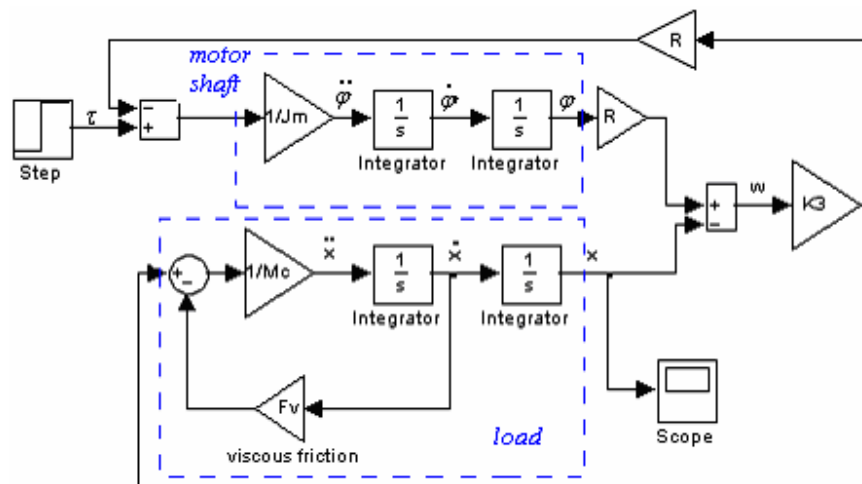 R
motor
shaft
τ
−
+
Step
1/Jm
φ̈
1
s
Integrator
φ̇
1
s
Integrator
φ
R
+
−
w
+
−
1/Mc
ẍ
1
s
Integrator
ẋ
1
s
Integrator
x
Fv
viscous friction
load
Scope